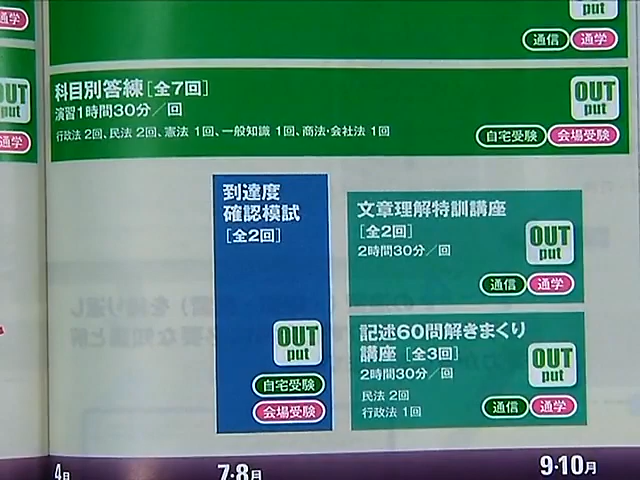 put
通信 通学
通学
OUT
put
通学
科目別答練[全7回]
演習1時間30分/回
行政法 2回、民法 2回、憲法 1回、一般知識 1回、商法・会社法 1回
OUT
put
自宅受験 会場受験
到達度
確認模試
[全2回]
OUT
put
自宅受験
会場受験
文章理解特訓講座
[全2回]
2時間30分/回
OUT
put
通信 通学
記述60問解きまくり
講座 [全3回]
2時間30分/回
民法 2回
行政法 1回
OUT
put
通信 通学
4月
7・8月
9・10月